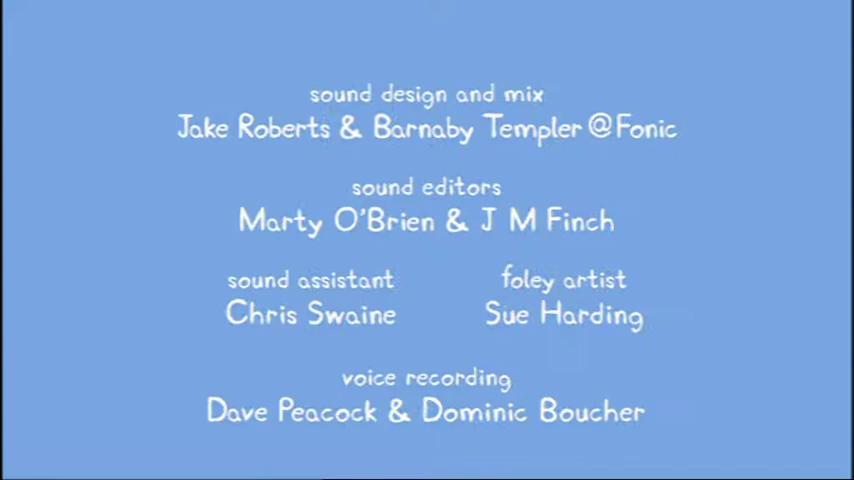 sound design and mix
Jake Roberts & Barnaby Templer @Fonic
sound editors
Marty O'Brien & J M Finch
sound assistant
Chris Swaine
foley artist
Sue Harding
voice recording
Dave Peacock & Dominic Boucher